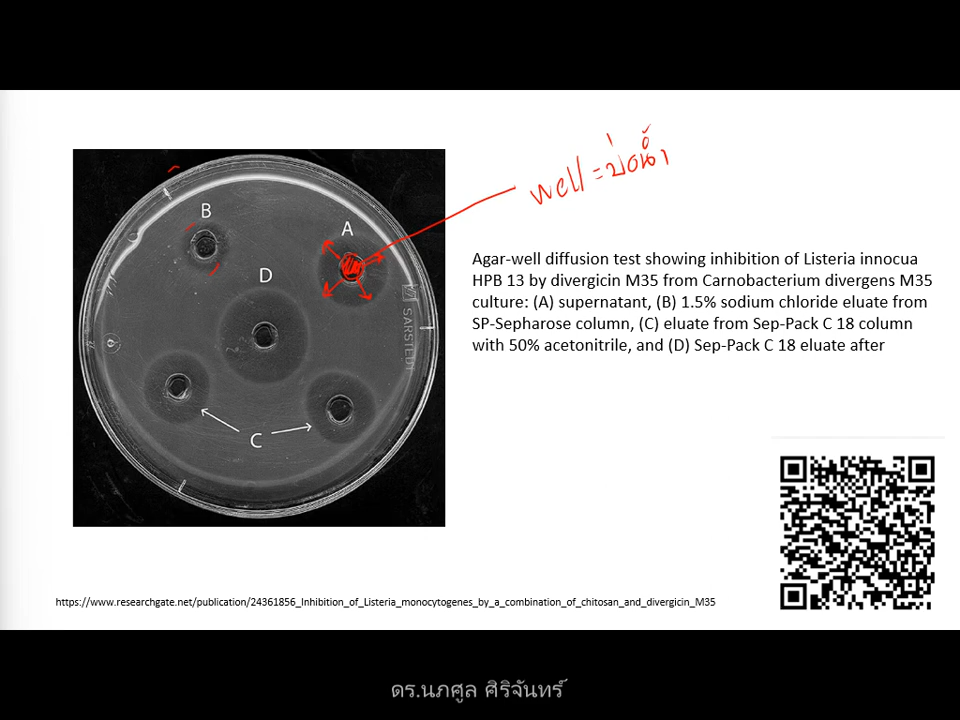 well = บ่อน้ำ
B
A
D
C
SARSTEDT
Agar-well diffusion test showing inhibition of Listeria innocua
HPB 13 by divergicin M35 from Carnobacterium divergens M35
culture: (A) supernatant, (B) 1.5% sodium chloride eluate from
SP-Sepharose column, (C) eluate from Sep-Pack C 18 column
with 50% acetonitrile, and (D) Sep-Pack C 18 eluate after
https://www.researchgate.net/publication/24361856_Inhibition_of_Listeria_monocytogenes_by_a_combination_of_chitosan_and_divergicin_M35
ดร.นภศูล ศิริจันทร์